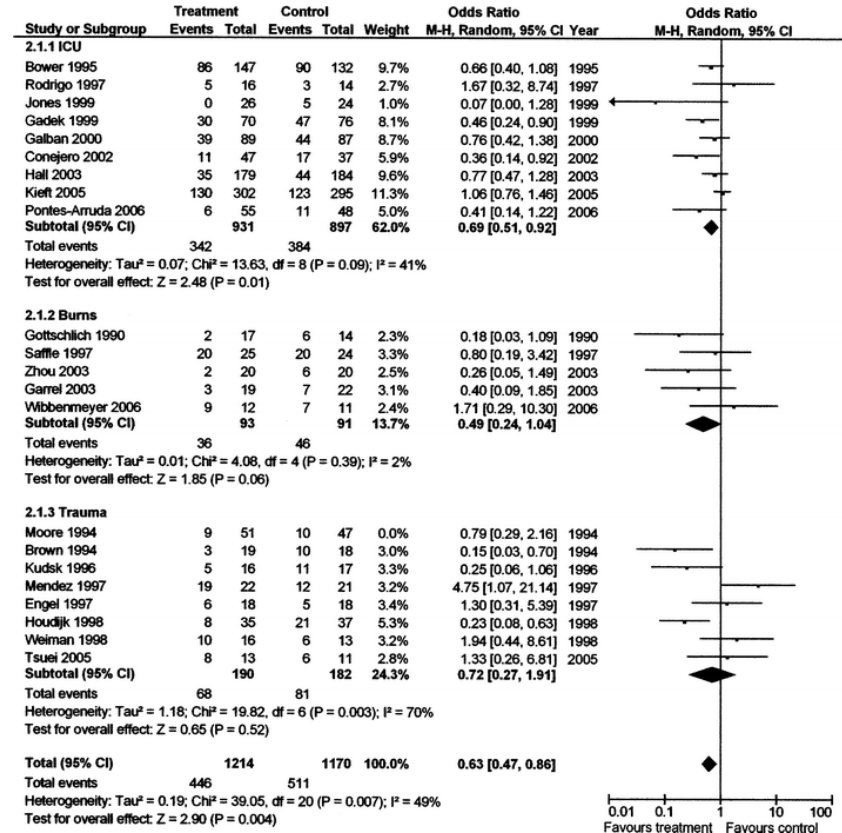 Treatment Control Odds Ratio Odds Ratio
Study or Subgroup Events Total Events Total Weight M-H, Random, 95% CI Year M-H, Random, 95% CI
2.1.1 ICU
Bower 1995 86 147 90 132 9.7% 0.66 [0.40, 1.08] 1995
Rodrigo 1997 5 16 3 14 2.7% 1.67 [0.32, 8.74] 1997
Jones 1999 0 26 5 24 1.0% 0.07 [0.00, 1.28] 1999
Gadek 1999 30 70 47 76 8.1% 0.46 [0.24, 0.90] 1999
Galban 2000 39 89 44 87 8.7% 0.76 [0.42, 1.38] 2000
Conejero 2002 11 47 17 37 5.9% 0.36 [0.14, 0.92] 2002
Hall 2003 35 179 44 184 9.6% 0.77 [0.47, 1.28] 2003
Kieft 2005 130 302 123 295 11.3% 1.06 [0.76, 1.46] 2005
Pontes-Arruda 2006 6 55 11 48 5.0% 0.41 [0.14, 1.22] 2006
Subtotal (95% CI) 931 897 62.0% 0.69 [0.51, 0.92]
Total events 342 384
Heterogeneity: Tau² = 0.07; Chi² = 13.63, df = 8 (P = 0.09); I² = 41%
Test for overall effect: Z = 2.48 (P = 0.01)
2.1.2 Burns
Gottschlich 1990 2 17 6 14 2.3% 0.18 [0.03, 1.09] 1990
Saffle 1997 20 25 20 24 3.3% 0.80 [0.19, 3.42] 1997
Zhou 2003 2 20 6 20 2.6% 0.26 [0.05, 1.49] 2003
Garrel 2003 3 19 7 22 3.1% 0.40 [0.09, 1.85] 2003
Wibbenmeyer 2006 9 12 7 11 2.4% 1.71 [0.29, 10.30] 2006
Subtotal (95% CI) 93 91 13.7% 0.49 [0.24, 1.04]
Total events 36 46
Heterogeneity: Tau² = 0.01; Chi² = 4.08, df = 4 (P = 0.39); I² = 2%
Test for overall effect: Z = 1.85 (P = 0.06)
2.1.3 Trauma
Moore 1994 9 51 10 47 0.0% 0.79 [0.29, 2.16] 1994
Brown 1994 3 19 10 18 3.0% 0.15 [0.03, 0.70] 1994
Kudsk 1996 5 16 11 17 3.2% 0.25 [0.06, 1.06] 1996
Mendez 1997 19 22 12 21 3.2% 4.75 [1.07, 21.14] 1997
Engel 1997 6 18 5 18 3.4% 1.30 [0.31, 5.39] 1997
Houdijk 1998 8 35 21 37 5.5% 0.23 [0.08, 0.63] 1998
Weiman 1998 10 16 6 13 3.2% 1.94 [0.44, 8.61] 1998
Tsuei 2005 8 13 6 11 2.8% 1.33 [0.26, 6.81] 2005
Subtotal (95% CI) 190 182 24.3% 0.72 [0.27, 1.91]
Total events 68 81
Heterogeneity: Tau² = 1.18; Chi² = 19.82, df = 6 (P = 0.003); I² = 70%
Test for overall effect: Z = 0.65 (P = 0.52)
Total (95% CI) 1214 1170 100.0% 0.63 [0.47, 0.86]
Total events 446 511
Heterogeneity: Tau² = 0.19; Chi² = 39.05, df = 20 (P = 0.007); I² = 49%
Test for overall effect: Z = 2.90 (P = 0.004)
0.01 0.1 1 10 100
Favours treatment Favours control